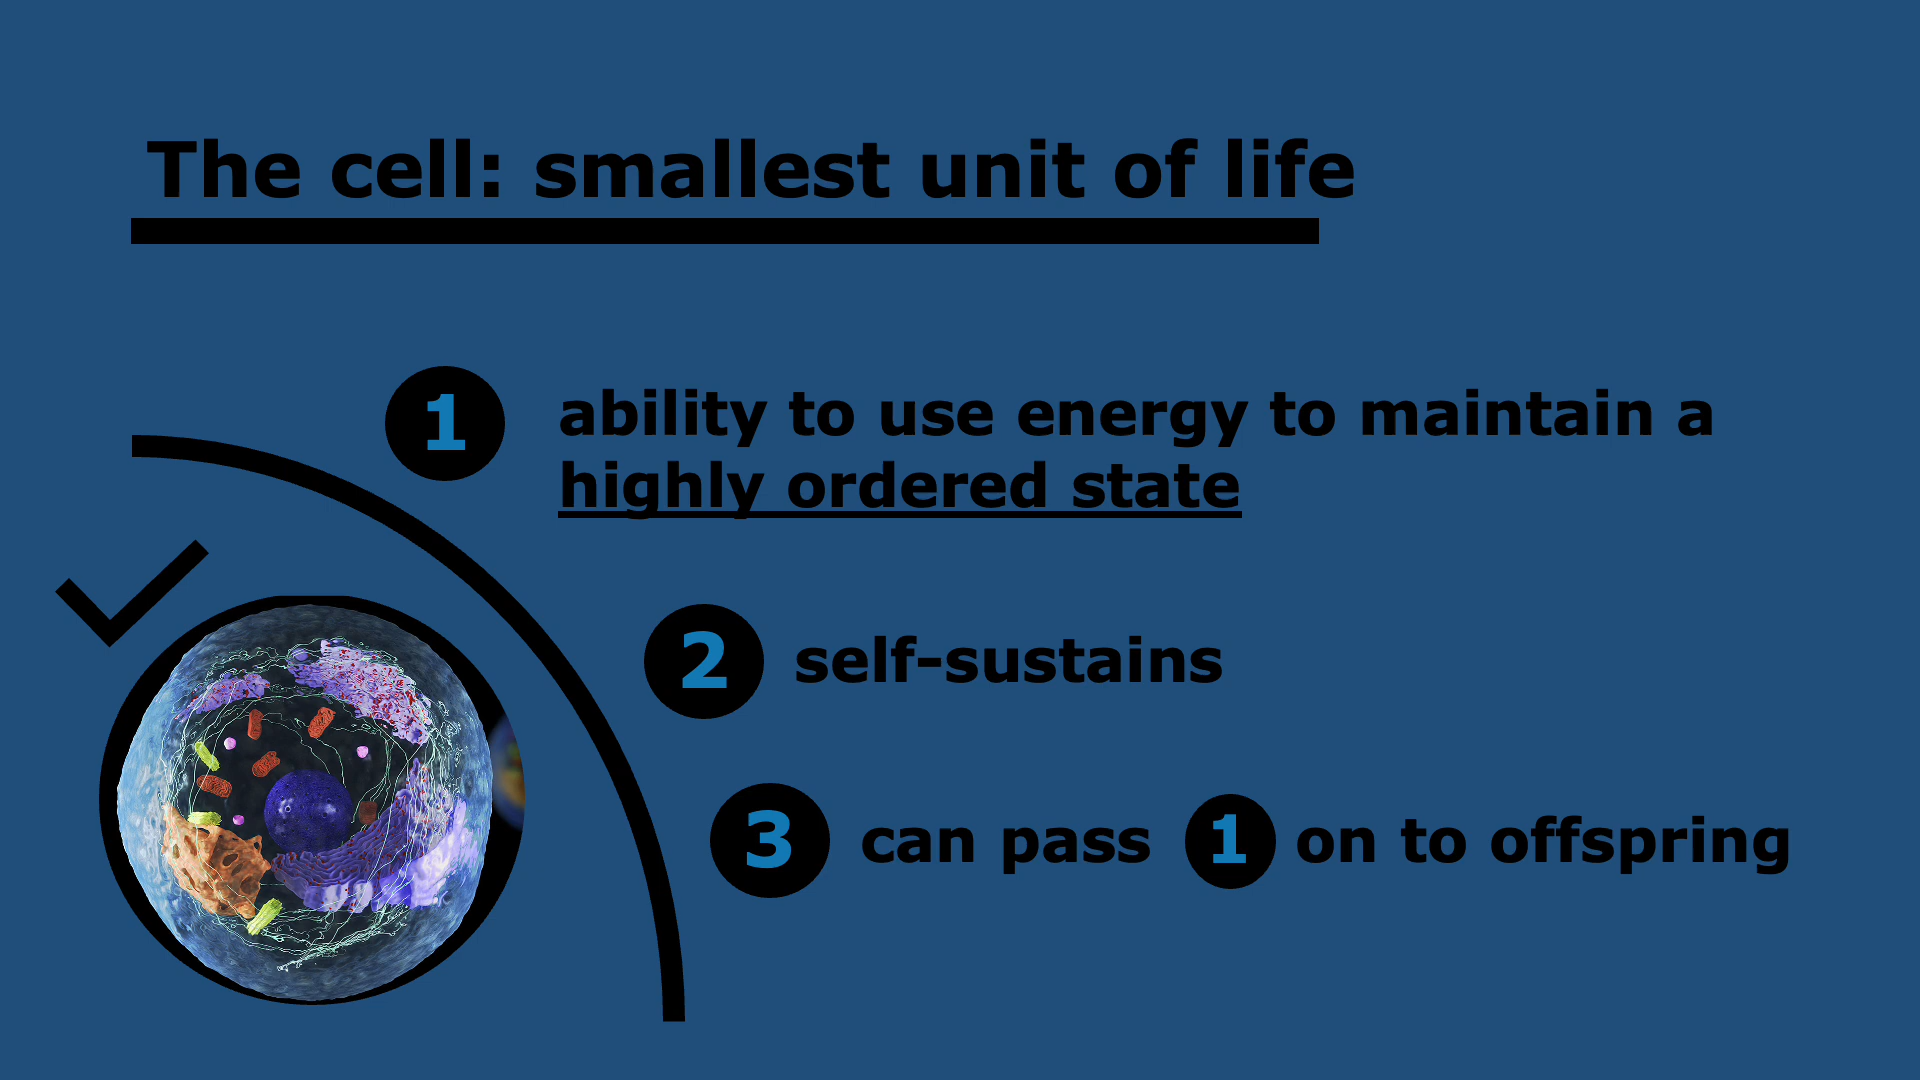 The cell: smallest unit of life
1 ability to use energy to maintain a
highly ordered state
2 self-sustains
3 can pass 1 on to offspring